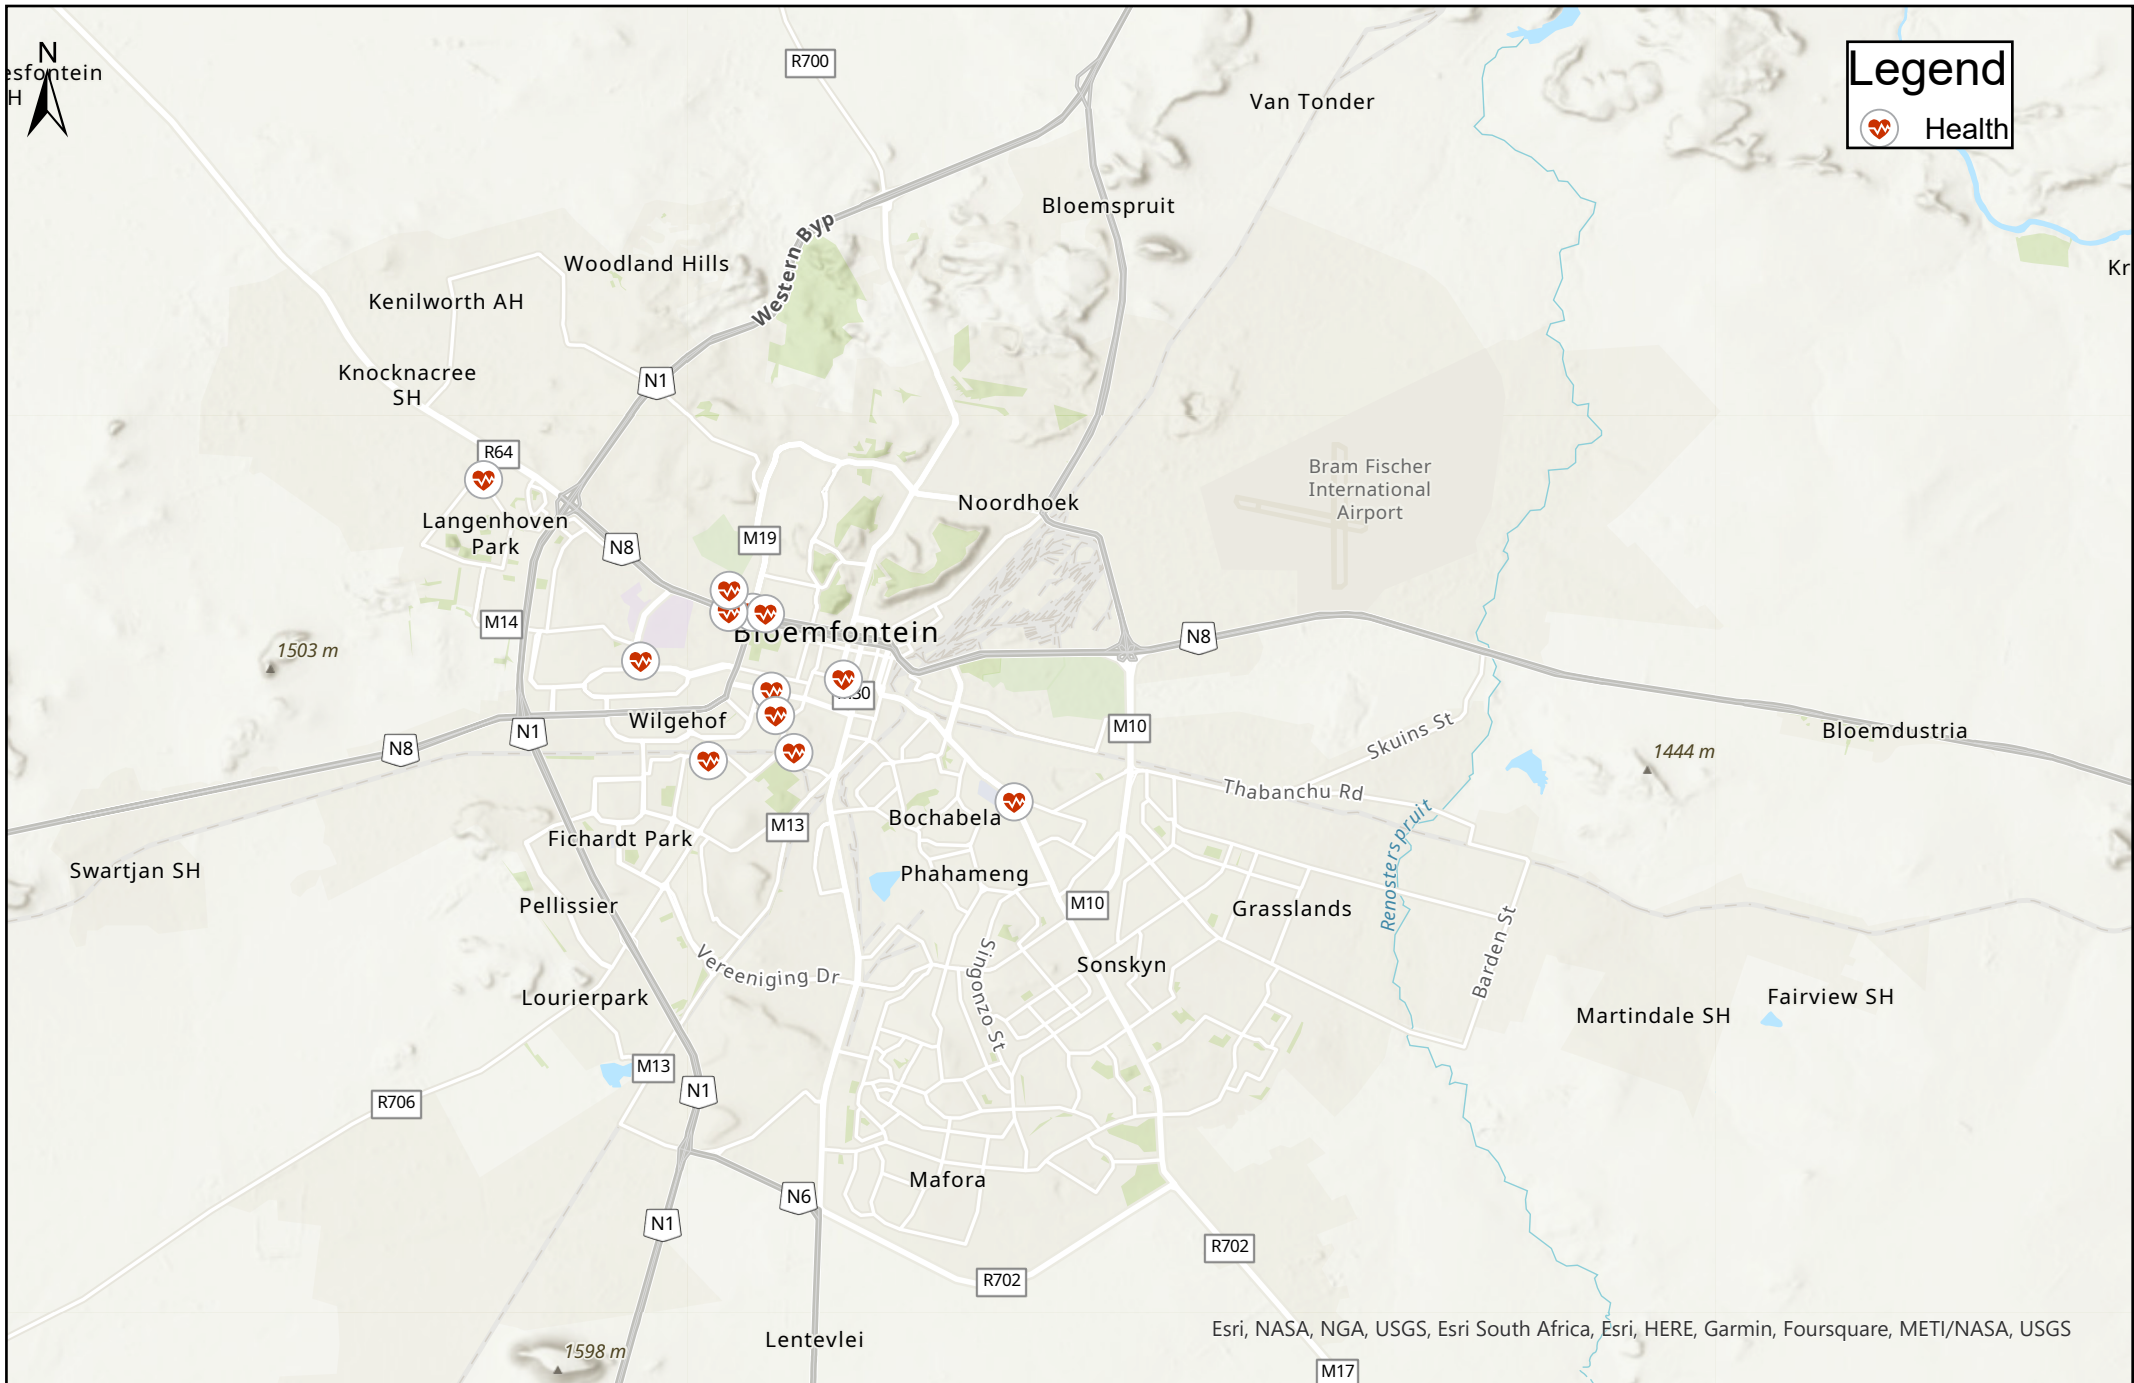 N
esfontein
H
R700
Van Tonder
Legend
Health
Bloemspruit
Western Byp
Woodland Hills
Kr
Kenilworth AH
Knocknacree
SH
N1
R64
Bram Fischer
International
Airport
Noordhoek
Langenhoven
Park
N8
M19
M14
Bloemfontein
N8
1503 m
Wilgehof
N1
N8
M10
Skuins St
Bloemdustria
1444 m
Thabanchu Rd
Bochabela
M13
Fichardt Park
Renosterspruit
Swartjan SH
Phahameng
Pellissier
M10
Grasslands
Barden St
Vereeniging Dr
Singonzo St
Sonskyn
Lourierpark
Martindale SH
Fairview SH
M13
N1
R706
Mafora
N6
N1
R702
R702
Lentevlei
1598 m
Esri, NASA, NGA, USGS, Esri South Africa, Esri, HERE, Garmin, Foursquare, METI/NASA, USGS
M17